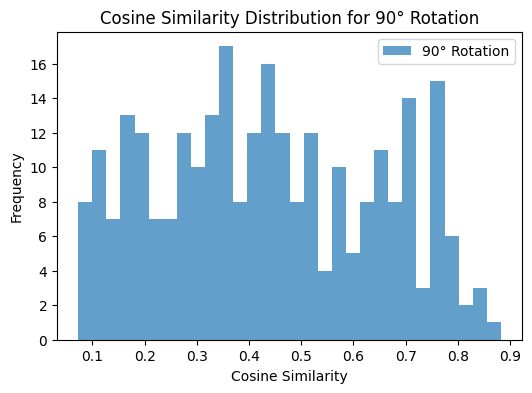 Cosine Similarity Distribution for 90° Rotation
90° Rotation
Frequency
16
14
12
10
8
6
4
2
0
0.1 0.2 0.3 0.4 0.5 0.6 0.7 0.8 0.9
Cosine Similarity